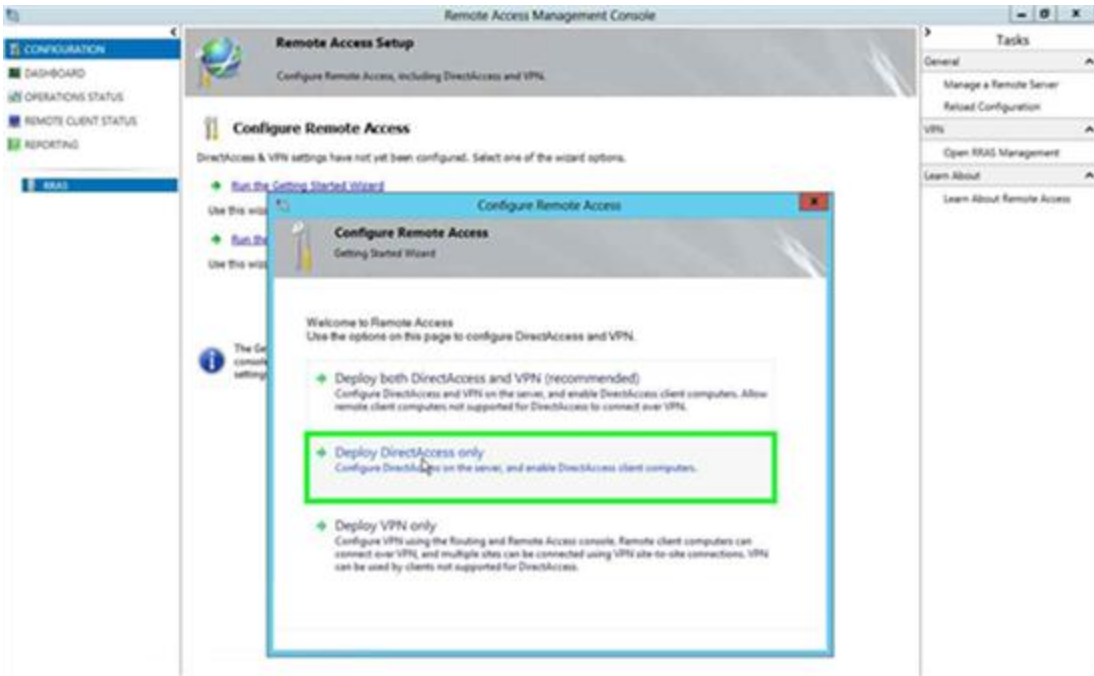 Remote Access Management Console
CONFIGURATION
DASHBOARD
OPERATIONS STATUS
REMOTE CLIENT STATUS
REPORTING
RRAS
Remote Access Setup
Configure Remote Access, including DirectAccess and VPN.
Configure Remote Access
DirectAccess & VPN settings have not yet been configured. Select one of the wizard options.
Run the Getting Started Wizard
Use this wiza
Run the
Use this wiza
The Ge
console
settings
Configure Remote Access
Configure Remote Access
Getting Started Wizard
Welcome to Remote Access
Use the options on this page to configure DirectAccess and VPN.
Deploy both DirectAccess and VPN (recommended)
Configure DirectAccess and VPN on the server, and enable DirectAccess client computers. Allow
remote client computers not supported for DirectAccess to connect over VPN.
Deploy DirectAccess only
Configure DirectAccess on the server, and enable DirectAccess client computers.
Deploy VPN only
Configure VPN using the Routing and Remote Access console. Remote client computers can
connect over VPN, and multiple sites can be connected using VPN site-to-site connections. VPN
can be used by clients not supported for DirectAccess.
Tasks
General
Manage a Remote Server
Reload Configuration
VPN
Open RRAS Management
Learn About
Learn About Remote Access